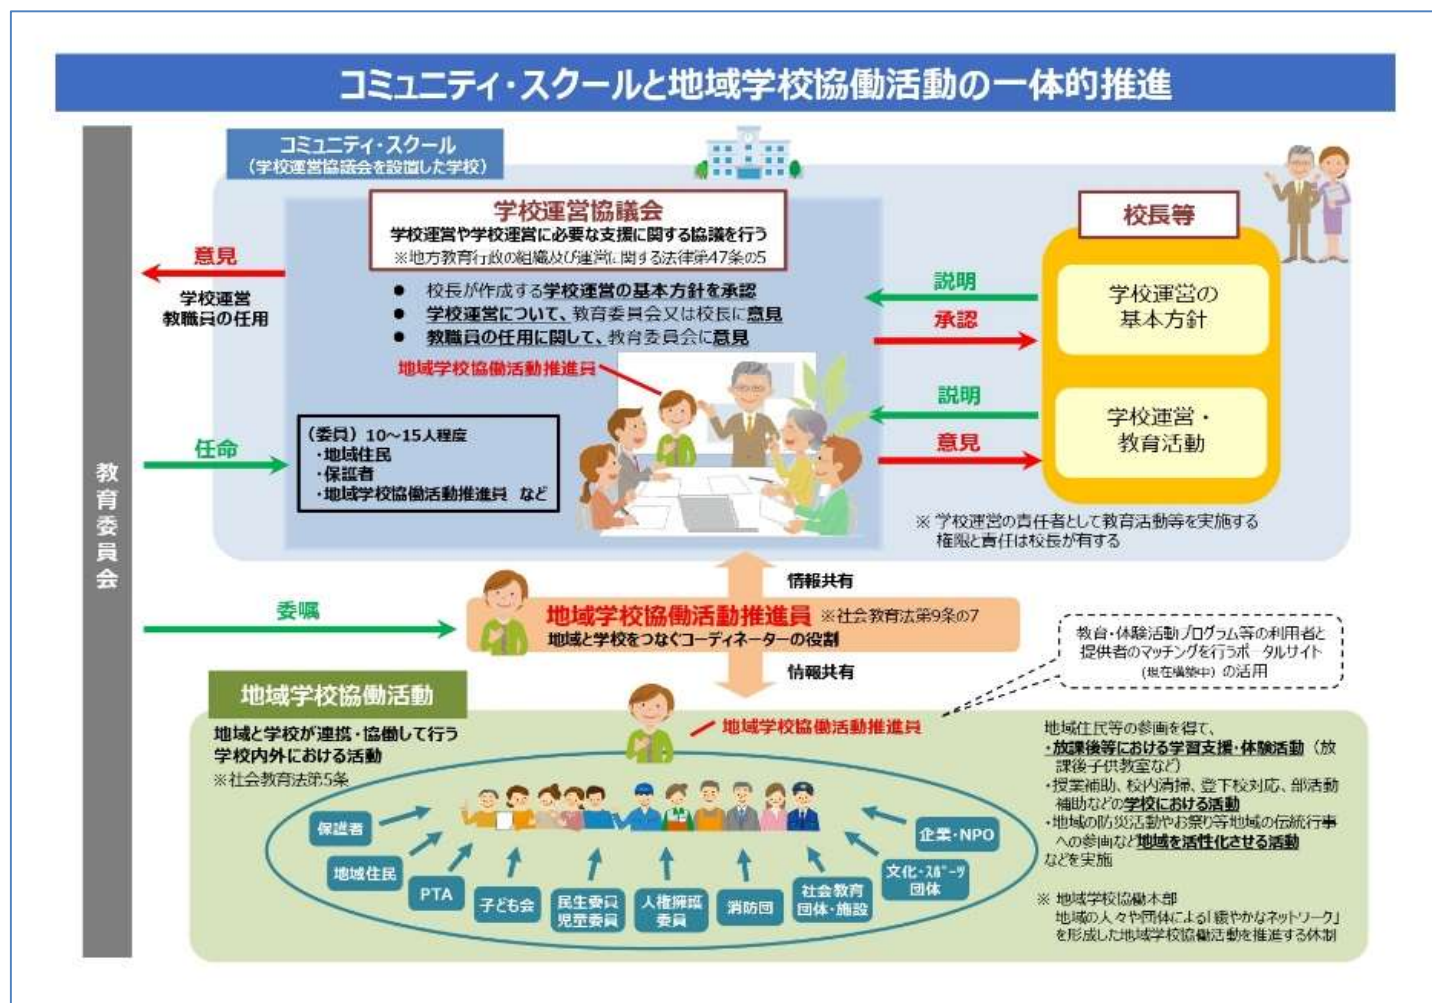 コミュニティ・スクールと地域学校協働活動の一体的推進
教育委員会
コミュニティ・スクール
（学校運営協議会を設置した学校）
学校運営協議会
学校運営や学校運営に必要な支援に関する協議を行う
※地方教育行政の組織及び運営に関する法律第47条の5
● 校長が作成する学校運営の基本方針を承認
● 学校運営について、教育委員会又は校長に意見
● 教職員の任用に関して、教育委員会に意見
地域学校協働活動推進員
意見
学校運営
教職員の任用
任命
（委員）10～15人程度
・地域住民
・保護者
・地域学校協働活動推進員 など
校長等
学校運営の
基本方針
学校運営・
教育活動
説明
承認
説明
意見
※ 学校運営の責任者として教育活動等を実施する
権限と責任は校長が有する
情報共有
委嘱
地域学校協働活動推進員 ※社会教育法第9条の7
地域と学校をつなぐコーディネーターの役割
情報共有
教育・体験活動プログラム等の利用者と
提供者のマッチングを行うポータルサイト
（現在構築中）の活用
地域学校協働活動
地域と学校が連携・協働して行う
学校内外における活動
※社会教育法第5条
地域学校協働活動推進員
保護者
地域住民
PTA
子ども会
民生委員
児童委員
人権擁護
委員
消防団
社会教育
団体・施設
文化・ｽﾎﾟｰﾂ
団体
企業・NPO
地域住民等の参画を得て、
・放課後等における学習支援・体験活動（放
課後子供教室など）
・授業補助、校内清掃、登下校対応、部活動
補助などの学校における活動
・地域の防災活動やお祭り等地域の伝統行事
への参画など地域を活性化させる活動
などを実施
※ 地域学校協働本部
地域の人々や団体による「緩やかなネットワーク」
を形成した地域学校協働活動を推進する体制